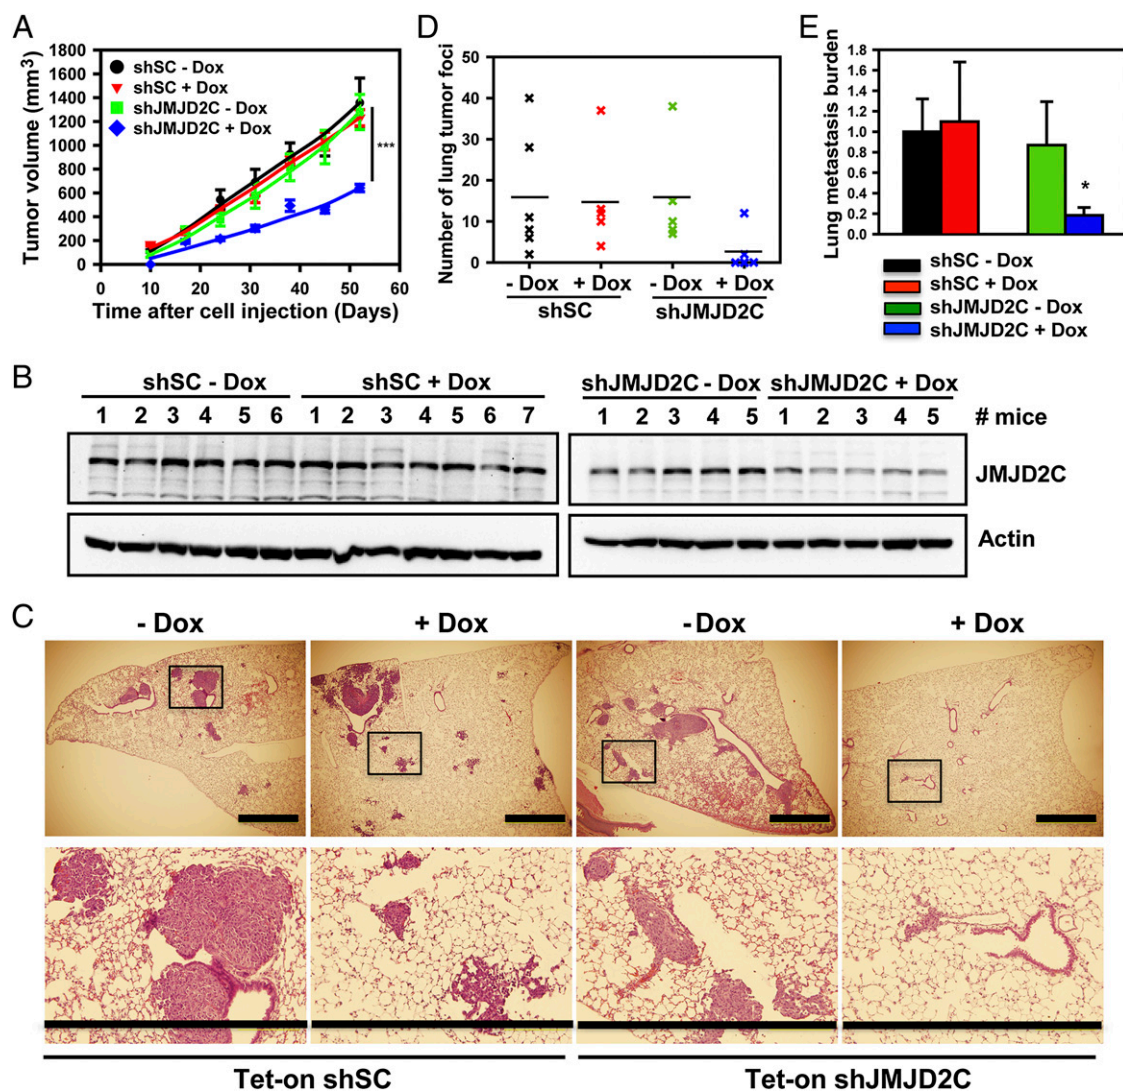 A
Tumor volume (mm3)
1800
1600
1400
1200
1000
800
600
400
200
0
shSC - Dox
shSC + Dox
shJMJD2C - Dox
shJMJD2C + Dox
***
0 10 20 30 40 50 60
Time after cell injection (Days)
D
Number of lung tumor foci
50
40
30
20
10
0
- Dox + Dox - Dox + Dox
shSC shJMJD2C
E
Lung metastasis burden
1.8
1.6
1.4
1.2
1.0
0.8
0.6
0.4
0.2
0.0
*
shSC - Dox
shSC + Dox
shJMJD2C - Dox
shJMJD2C + Dox
B
shSC - Dox shSC + Dox shJMJD2C - Dox shJMJD2C + Dox
1 2 3 4 5 6 1 2 3 4 5 6 7 1 2 3 4 5 1 2 3 4 5 # mice
JMJD2C
Actin
C
- Dox + Dox - Dox + Dox
Tet-on shSC Tet-on shJMJD2C